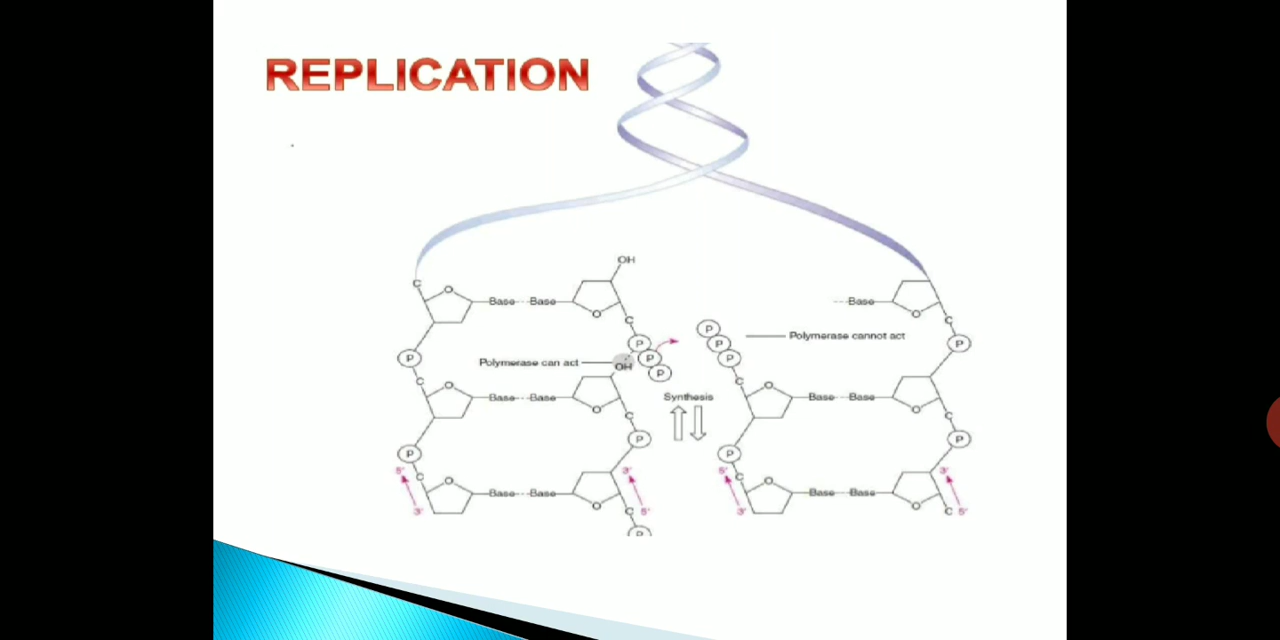 REPLICATION
OH
C
O
Base
Base
O
C
P
P
P
P
Polymerase can act
OH
C
O
Base
Base
O
C
P
P
5'
3'
C
O
Base
Base
O
3'
5'
C
P
Synthesis
Base
O
C
P
P
P
P
Polymerase cannot act
C
O
Base
Base
O
C
P
P
5'
3'
C
O
Base
Base
O
3'
5'
C